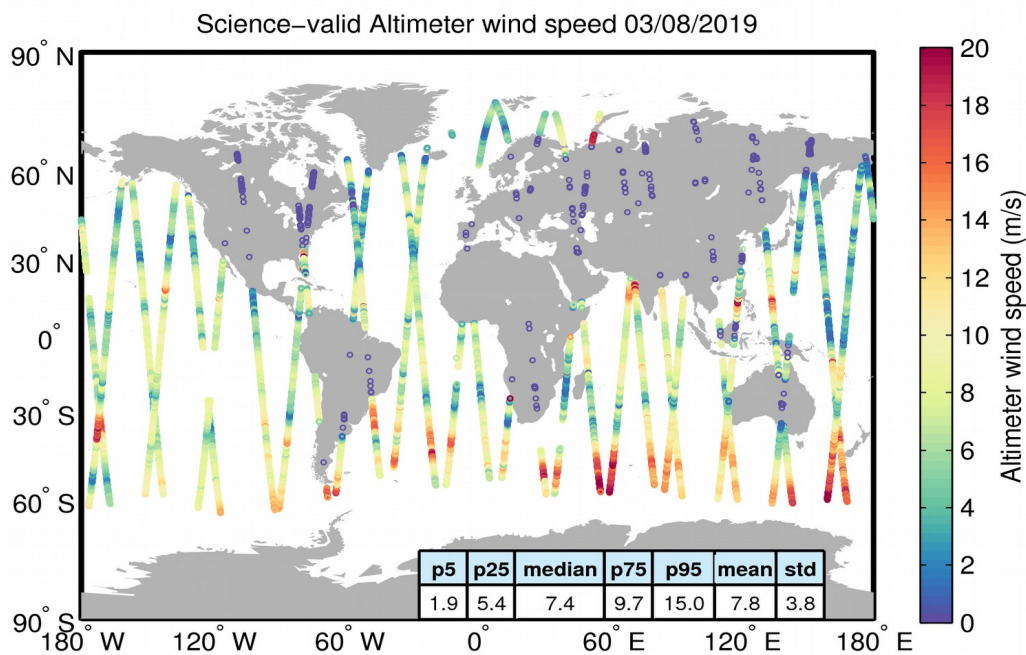 Science−valid Altimeter wind speed 03/08/2019
90° N
60° N
30° N
0°
30° S
60° S
90° S
180° W
120° W
60° W
0°
60° E
120° E
180° E
p5 p25 median p75 p95 mean std
1.9 5.4 7.4 9.7 15.0 7.8 3.8
20
18
16
14
12
10
8
6
4
2
0
Altimeter wind speed (m/s)